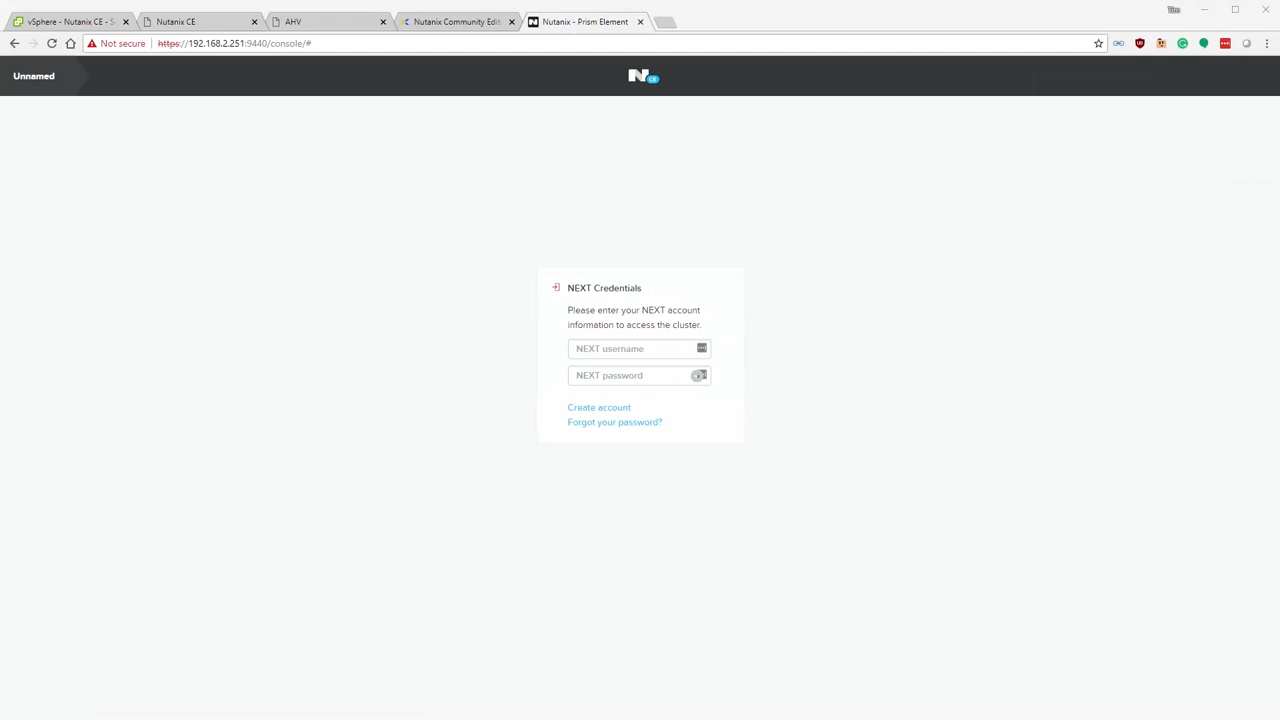 Tim
vSphere - Nutanix CE - S
Nutanix CE
AHV
Nutanix Community Edit
Nutanix - Prism Element
Not secure
https://192.168.2.251:9440/console/#
Unnamed
N CE
NEXT Credentials
Please enter your NEXT account
information to access the cluster.
NEXT username
NEXT password
Create account
Forgot your password?